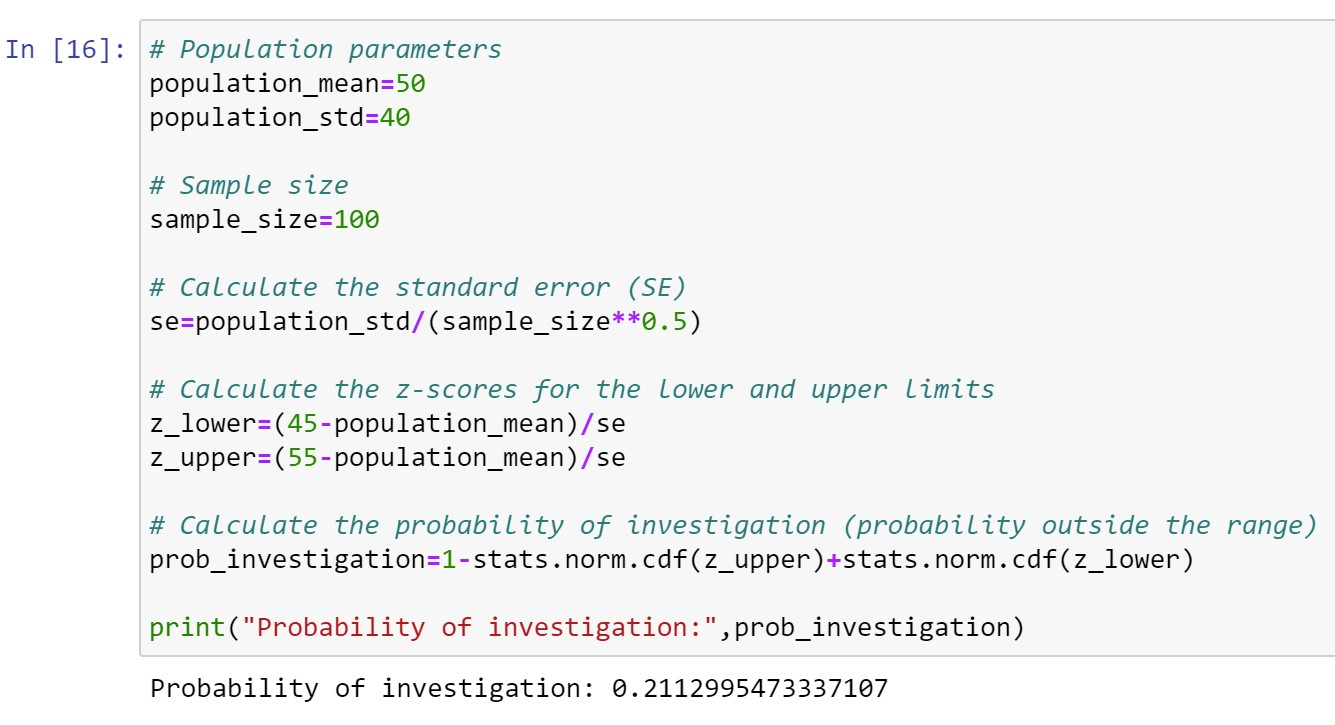 In [16]:
# Population parameters
population_mean=50
population_std=40
# Sample size
sample_size=100
# Calculate the standard error (SE)
se=population_std/(sample_size**0.5)
# Calculate the z-scores for the lower and upper limits
z_lower=(45-population_mean)/se
z_upper=(55-population_mean)/se
# Calculate the probability of investigation (probability outside the range)
prob_investigation=1-stats.norm.cdf(z_upper)+stats.norm.cdf(z_lower)
print("Probability of investigation:",prob_investigation)
Probability of investigation: 0.2112995473337107